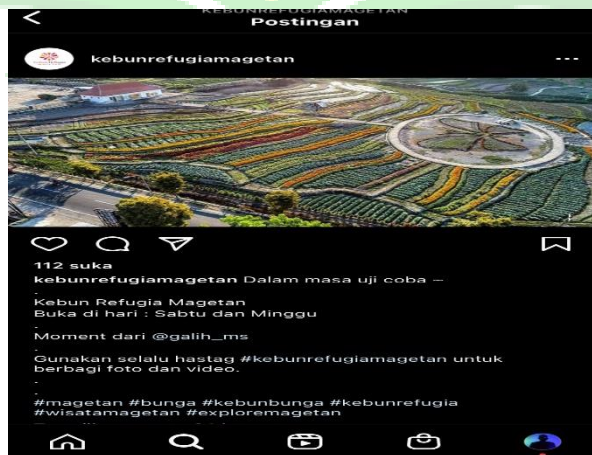 KEBUNREFUGIAMAGETAN
Postingan
kebunrefugiamagetan
112 suka
kebunrefugiamagetan Dalam masa uji coba ~
.
Kebun Refugia Magetan
Buka di hari : Sabtu dan Minggu
.
Moment dari @galih_ms
.
Gunakan selalu hastag #kebunrefugiamagetan untuk
berbagi foto dan video.
.
.
#magetan #bunga #kebunbunga #kebunrefugia
#wisatamagetan #exploremagetan